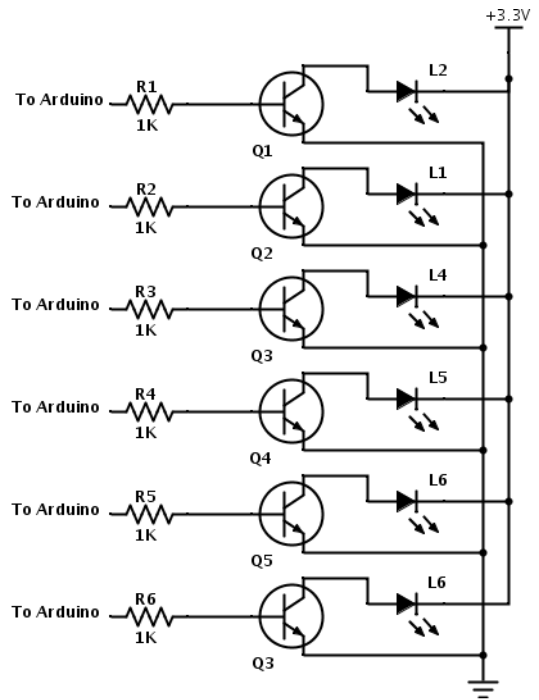 +3.3V
L2
R1
To Arduino
1K
Q1
L1
R2
To Arduino
1K
Q2
L4
R3
To Arduino
1K
Q3
L5
R4
To Arduino
1K
Q4
L6
R5
To Arduino
1K
Q5
L6
R6
To Arduino
1K
Q3